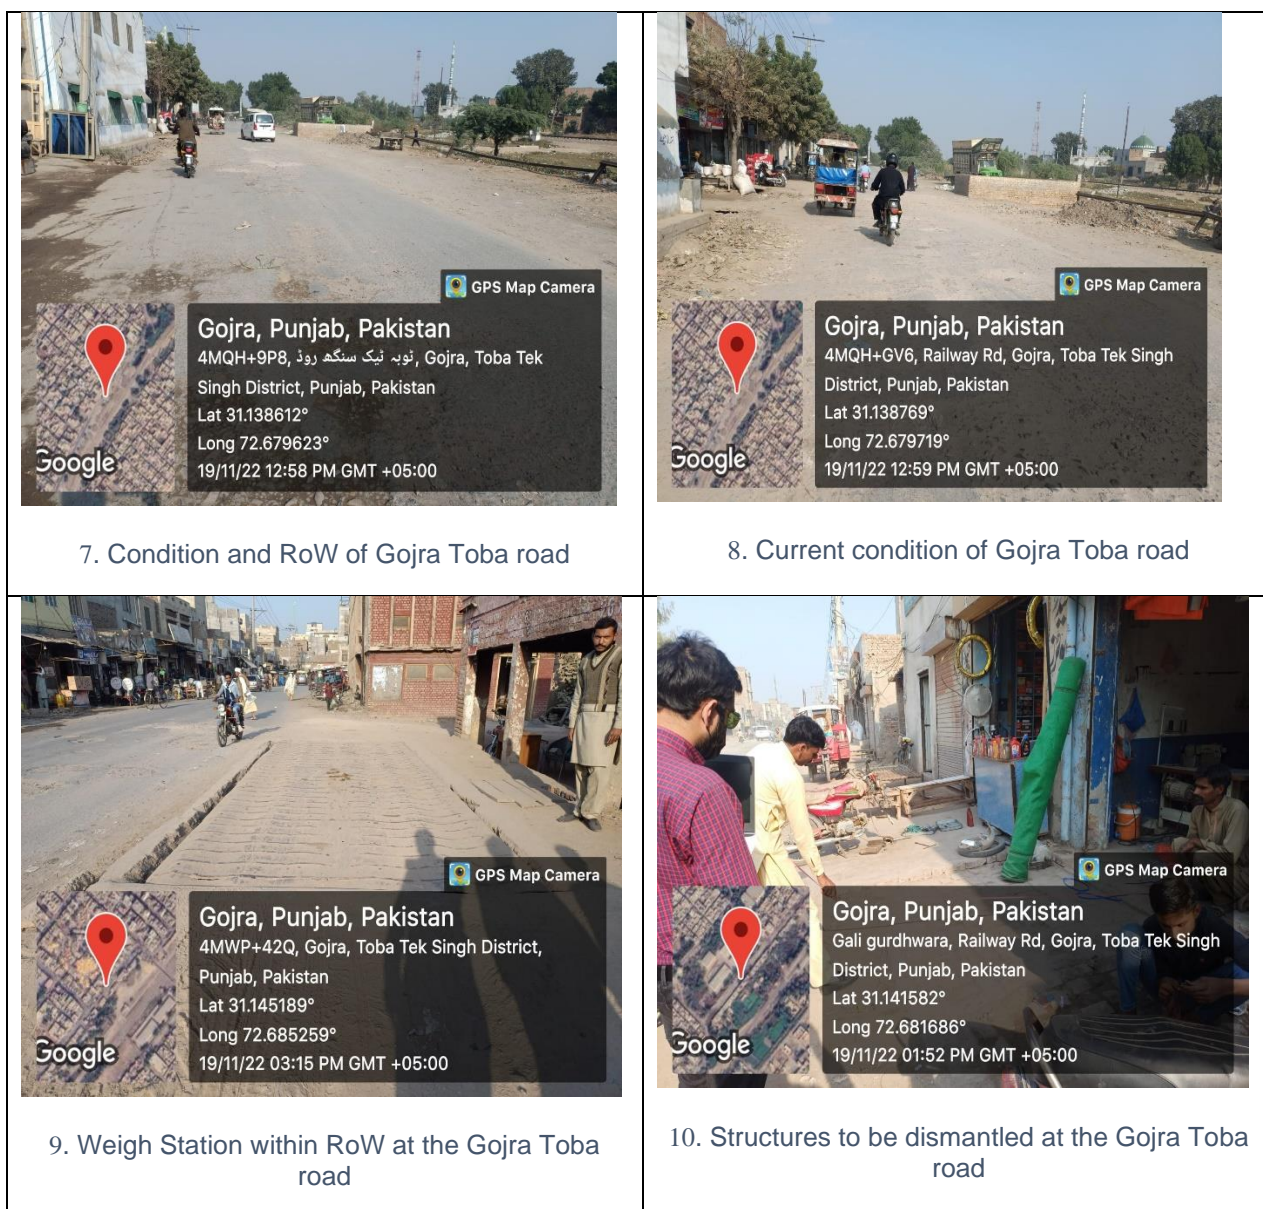 GPS Map Camera
Gojra, Punjab, Pakistan
4MQH+9P8, ٹوبہ ٹیک سنگھ روڈ, Gojra, Toba Tek
Singh District, Punjab, Pakistan
Lat 31.138612°
Long 72.679623°
19/11/22 12:58 PM GMT +05:00
Google
7. Condition and RoW of Gojra Toba road
GPS Map Camera
Gojra, Punjab, Pakistan
4MQH+GV6, Railway Rd, Gojra, Toba Tek Singh
District, Punjab, Pakistan
Lat 31.138769°
Long 72.679719°
19/11/22 12:59 PM GMT +05:00
Google
8. Current condition of Gojra Toba road
GPS Map Camera
Gojra, Punjab, Pakistan
4MWP+42Q, Gojra, Toba Tek Singh District,
Punjab, Pakistan
Lat 31.145189°
Long 72.685259°
19/11/22 03:15 PM GMT +05:00
Google
9. Weigh Station within RoW at the Gojra Toba
road
GPS Map Camera
Gojra, Punjab, Pakistan
Gali gurdhwara, Railway Rd, Gojra, Toba Tek Singh
District, Punjab, Pakistan
Lat 31.141582°
Long 72.681686°
19/11/22 01:52 PM GMT +05:00
Google
10. Structures to be dismantled at the Gojra Toba
road